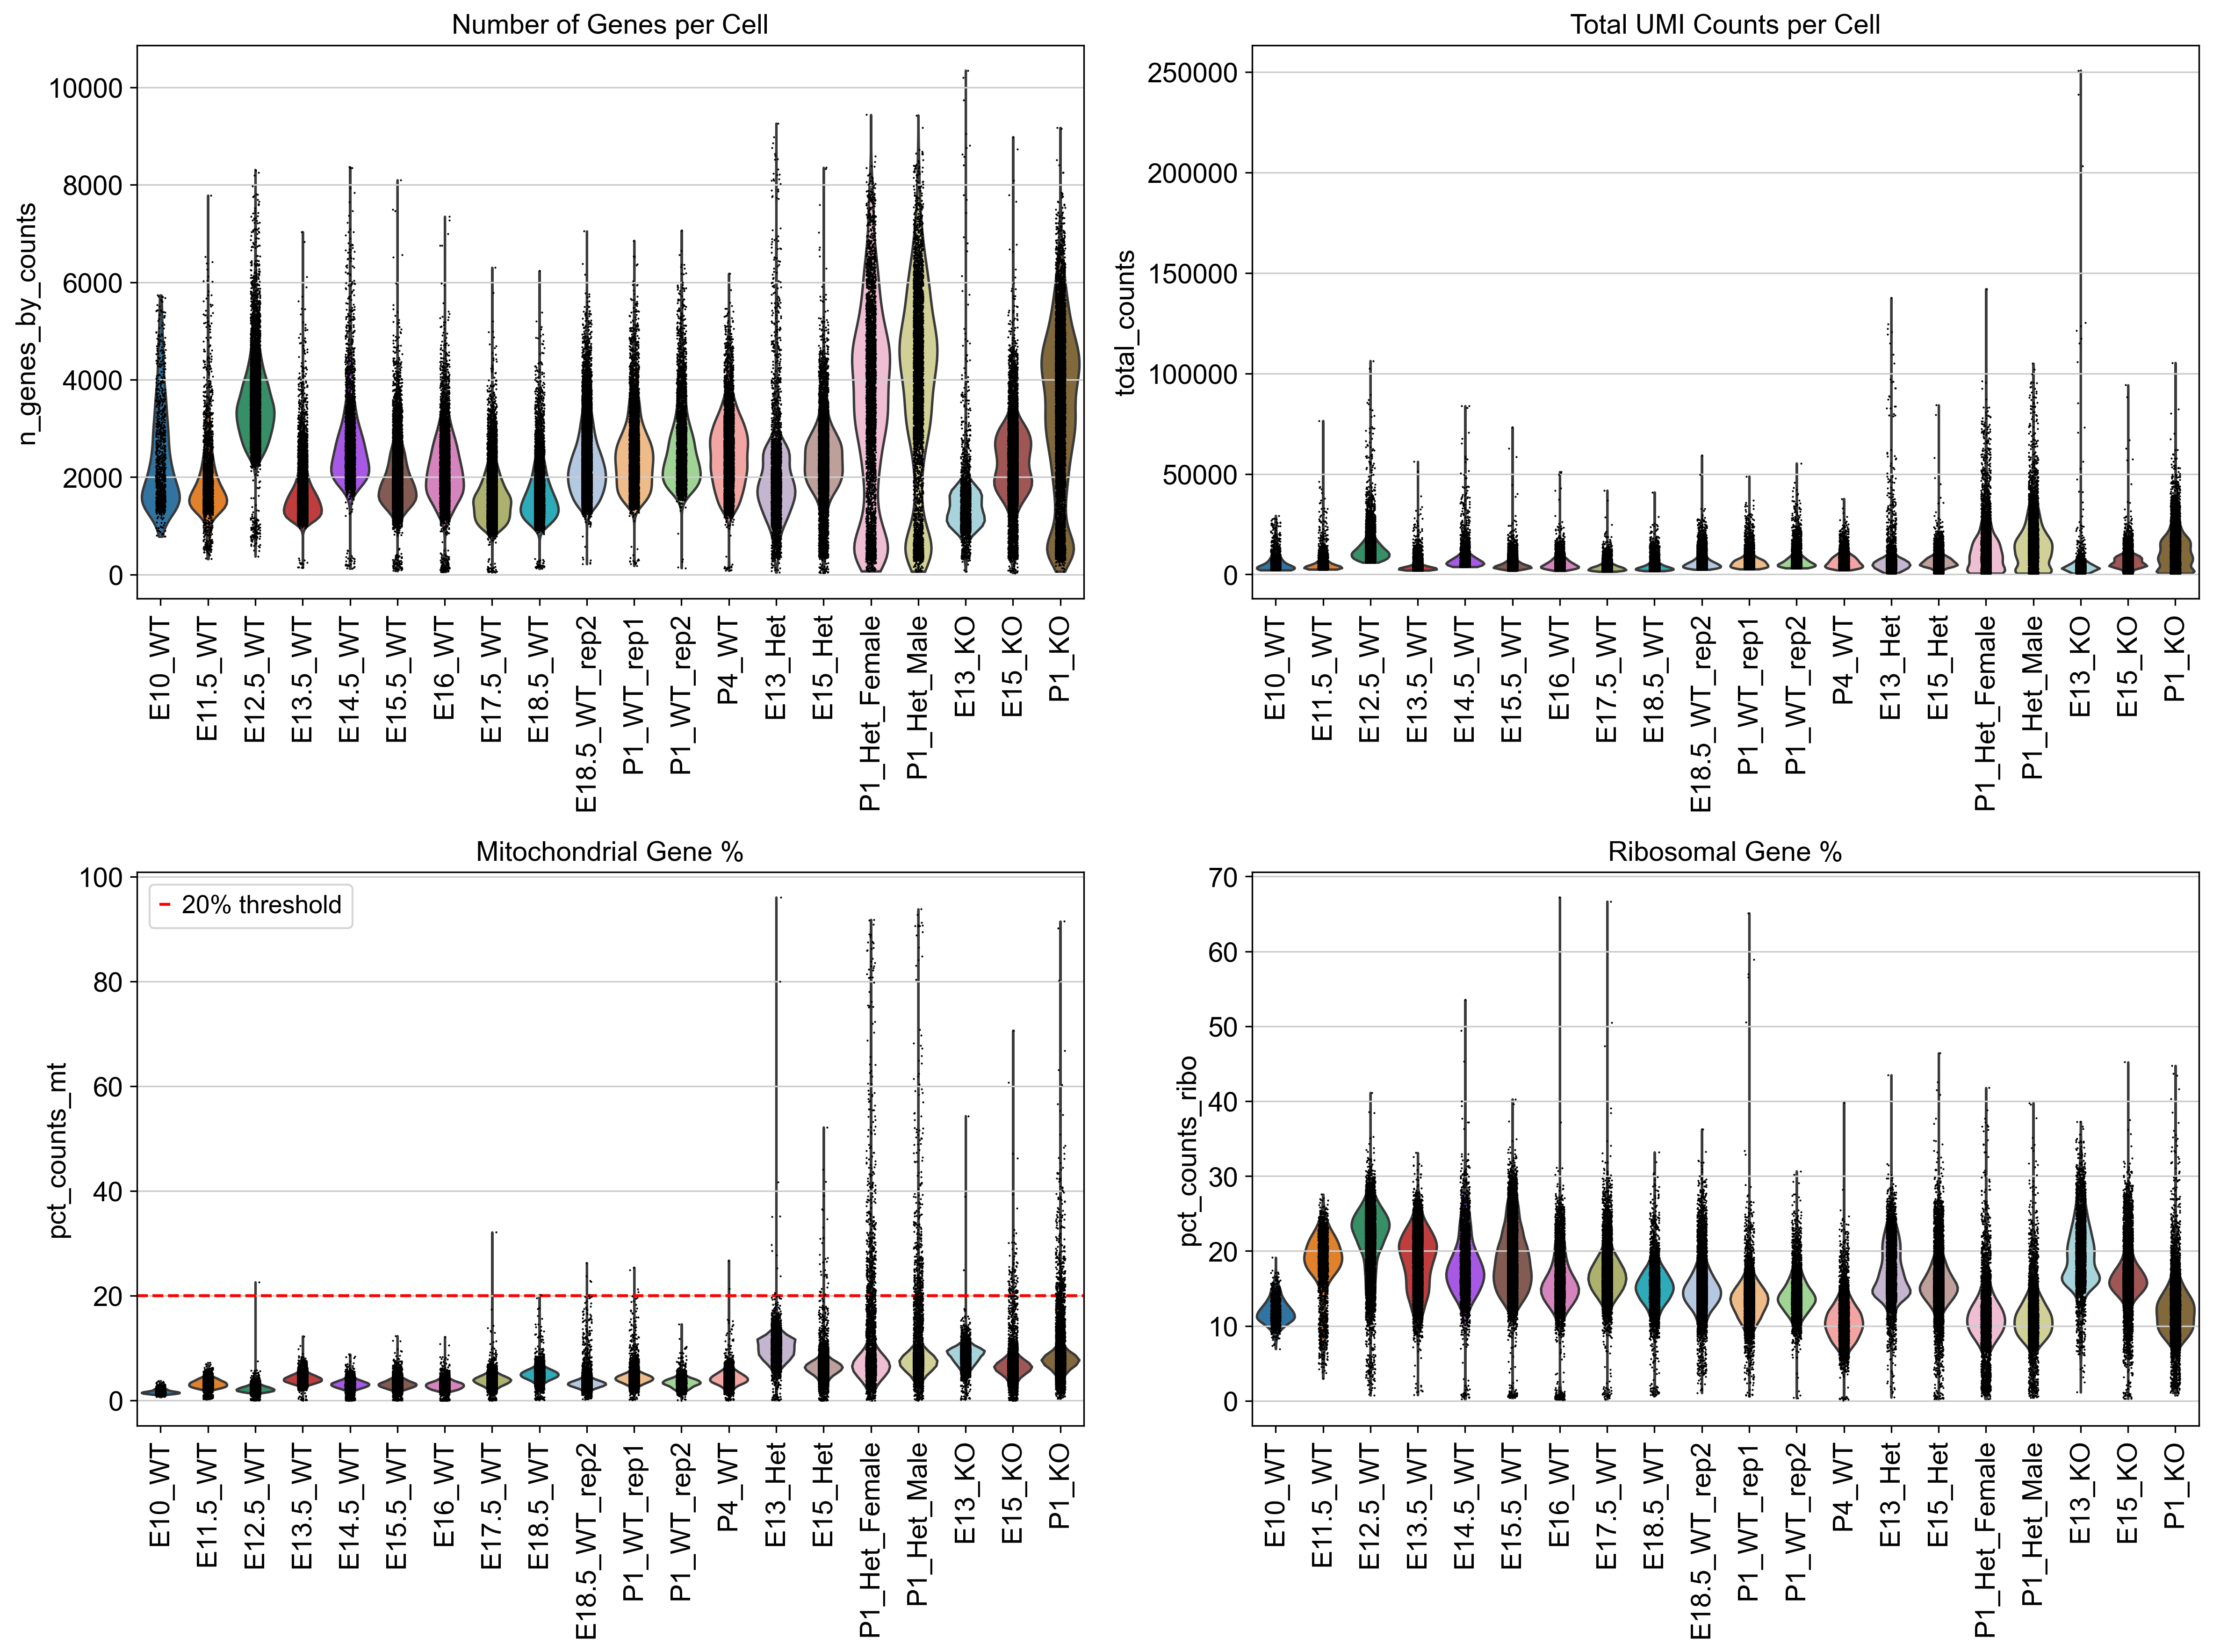 Number of Genes per Cell
n_genes_by_counts
10000
8000
6000
4000
2000
0
E10_WT
E11.5_WT
E12.5_WT
E13.5_WT
E14.5_WT
E15.5_WT
E16_WT
E17.5_WT
E18.5_WT
E18.5_WT_rep2
P1_WT_rep1
P1_WT_rep2
P4_WT
E13_Het
E15_Het
P1_Het_Female
P1_Het_Male
E13_KO
E15_KO
P1_KO
Total UMI Counts per Cell
total_counts
250000
200000
150000
100000
50000
0
E10_WT
E11.5_WT
E12.5_WT
E13.5_WT
E14.5_WT
E15.5_WT
E16_WT
E17.5_WT
E18.5_WT
E18.5_WT_rep2
P1_WT_rep1
P1_WT_rep2
P4_WT
E13_Het
E15_Het
P1_Het_Female
P1_Het_Male
E13_KO
E15_KO
P1_KO
Mitochondrial Gene %
pct_counts_mt
100
80
60
40
20
0
20% threshold
E10_WT
E11.5_WT
E12.5_WT
E13.5_WT
E14.5_WT
E15.5_WT
E16_WT
E17.5_WT
E18.5_WT
E18.5_WT_rep2
P1_WT_rep1
P1_WT_rep2
P4_WT
E13_Het
E15_Het
P1_Het_Female
P1_Het_Male
E13_KO
E15_KO
P1_KO
Ribosomal Gene %
pct_counts_ribo
70
60
50
40
30
20
10
0
E10_WT
E11.5_WT
E12.5_WT
E13.5_WT
E14.5_WT
E15.5_WT
E16_WT
E17.5_WT
E18.5_WT
E18.5_WT_rep2
P1_WT_rep1
P1_WT_rep2
P4_WT
E13_Het
E15_Het
P1_Het_Female
P1_Het_Male
E13_KO
E15_KO
P1_KO